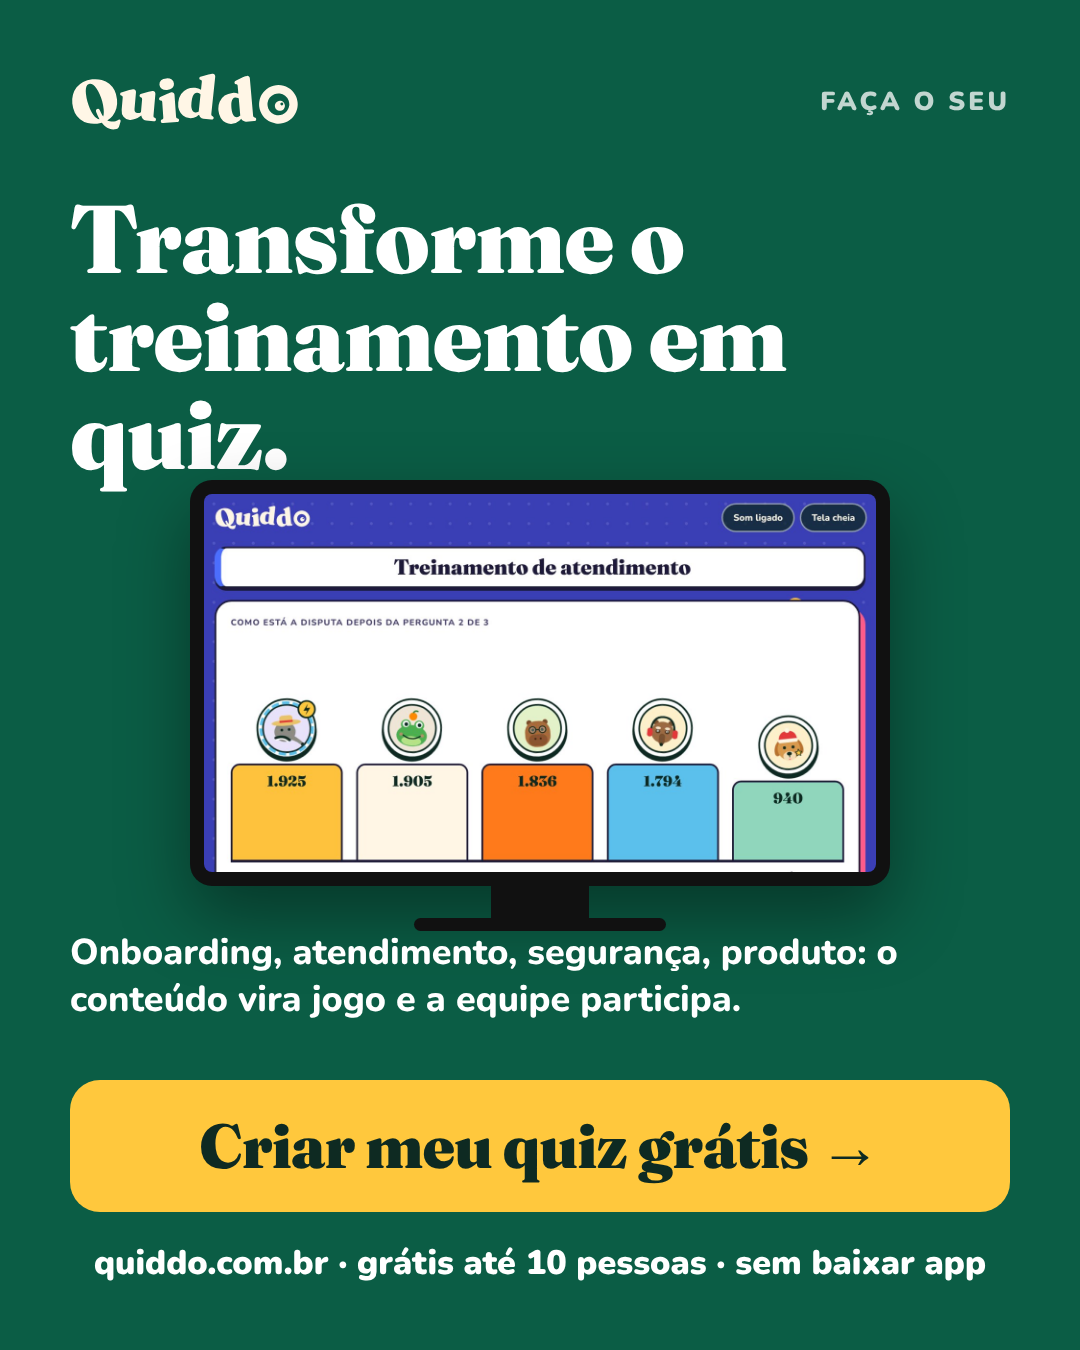 Quiddo
FAÇA O SEU
Transforme o
treinamento em
quiz.
Quiddo
Som ligado
Tela cheia
Treinamento de atendimento
COMO ESTÁ A DISPUTA DEPOIS DA PERGUNTA 2 DE 3
1.925
1.905
1.836
1.794
940
Onboarding, atendimento, segurança, produto: o
conteúdo vira jogo e a equipe participa.
Criar meu quiz grátis →
quiddo.com.br · grátis até 10 pessoas · sem baixar app